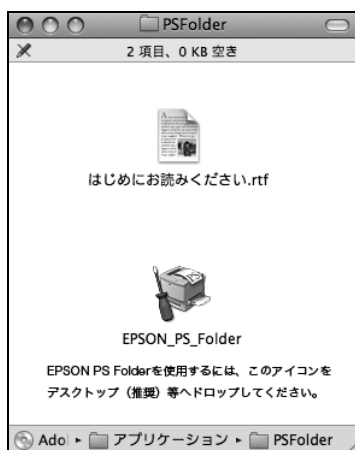 PSFolder
2 項目、0 KB 空き
はじめにお読みください.rtf
EPSON_PS_Folder
EPSON PS Folderを使用するには、このアイコンを
デスクトップ（推奨）等へドロップしてください。
Ado ▸ アプリケーション ▸ PSFolder